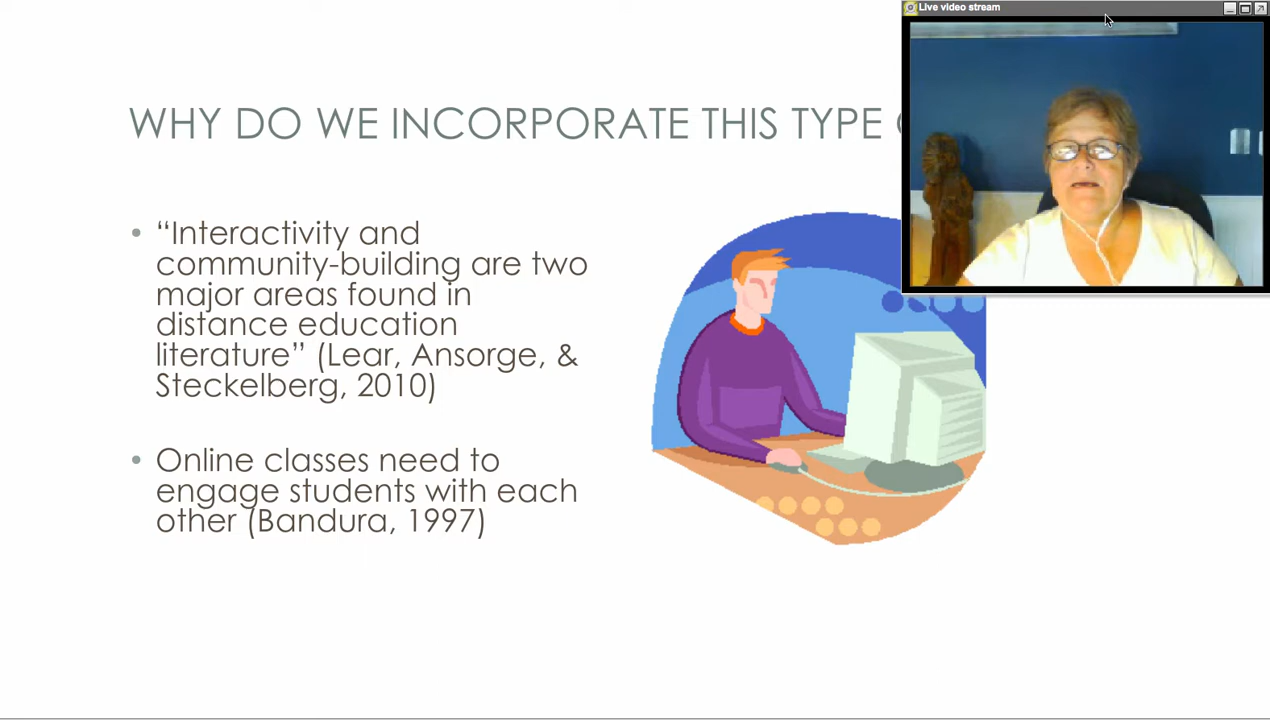 Live video stream
WHY DO WE INCORPORATE THIS TYPE
• “Interactivity and
community-building are two
major areas found in
distance education
literature” (Lear, Ansorge, &
Steckelberg, 2010)
• Online classes need to
engage students with each
other (Bandura, 1997)